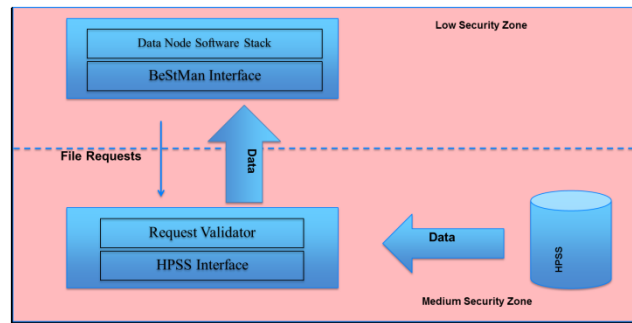 Low Security Zone
Data Node Software Stack
BeStMan Interface
File Requests
Data
Request Validator
HPSS Interface
Data
HPSS
Medium Security Zone